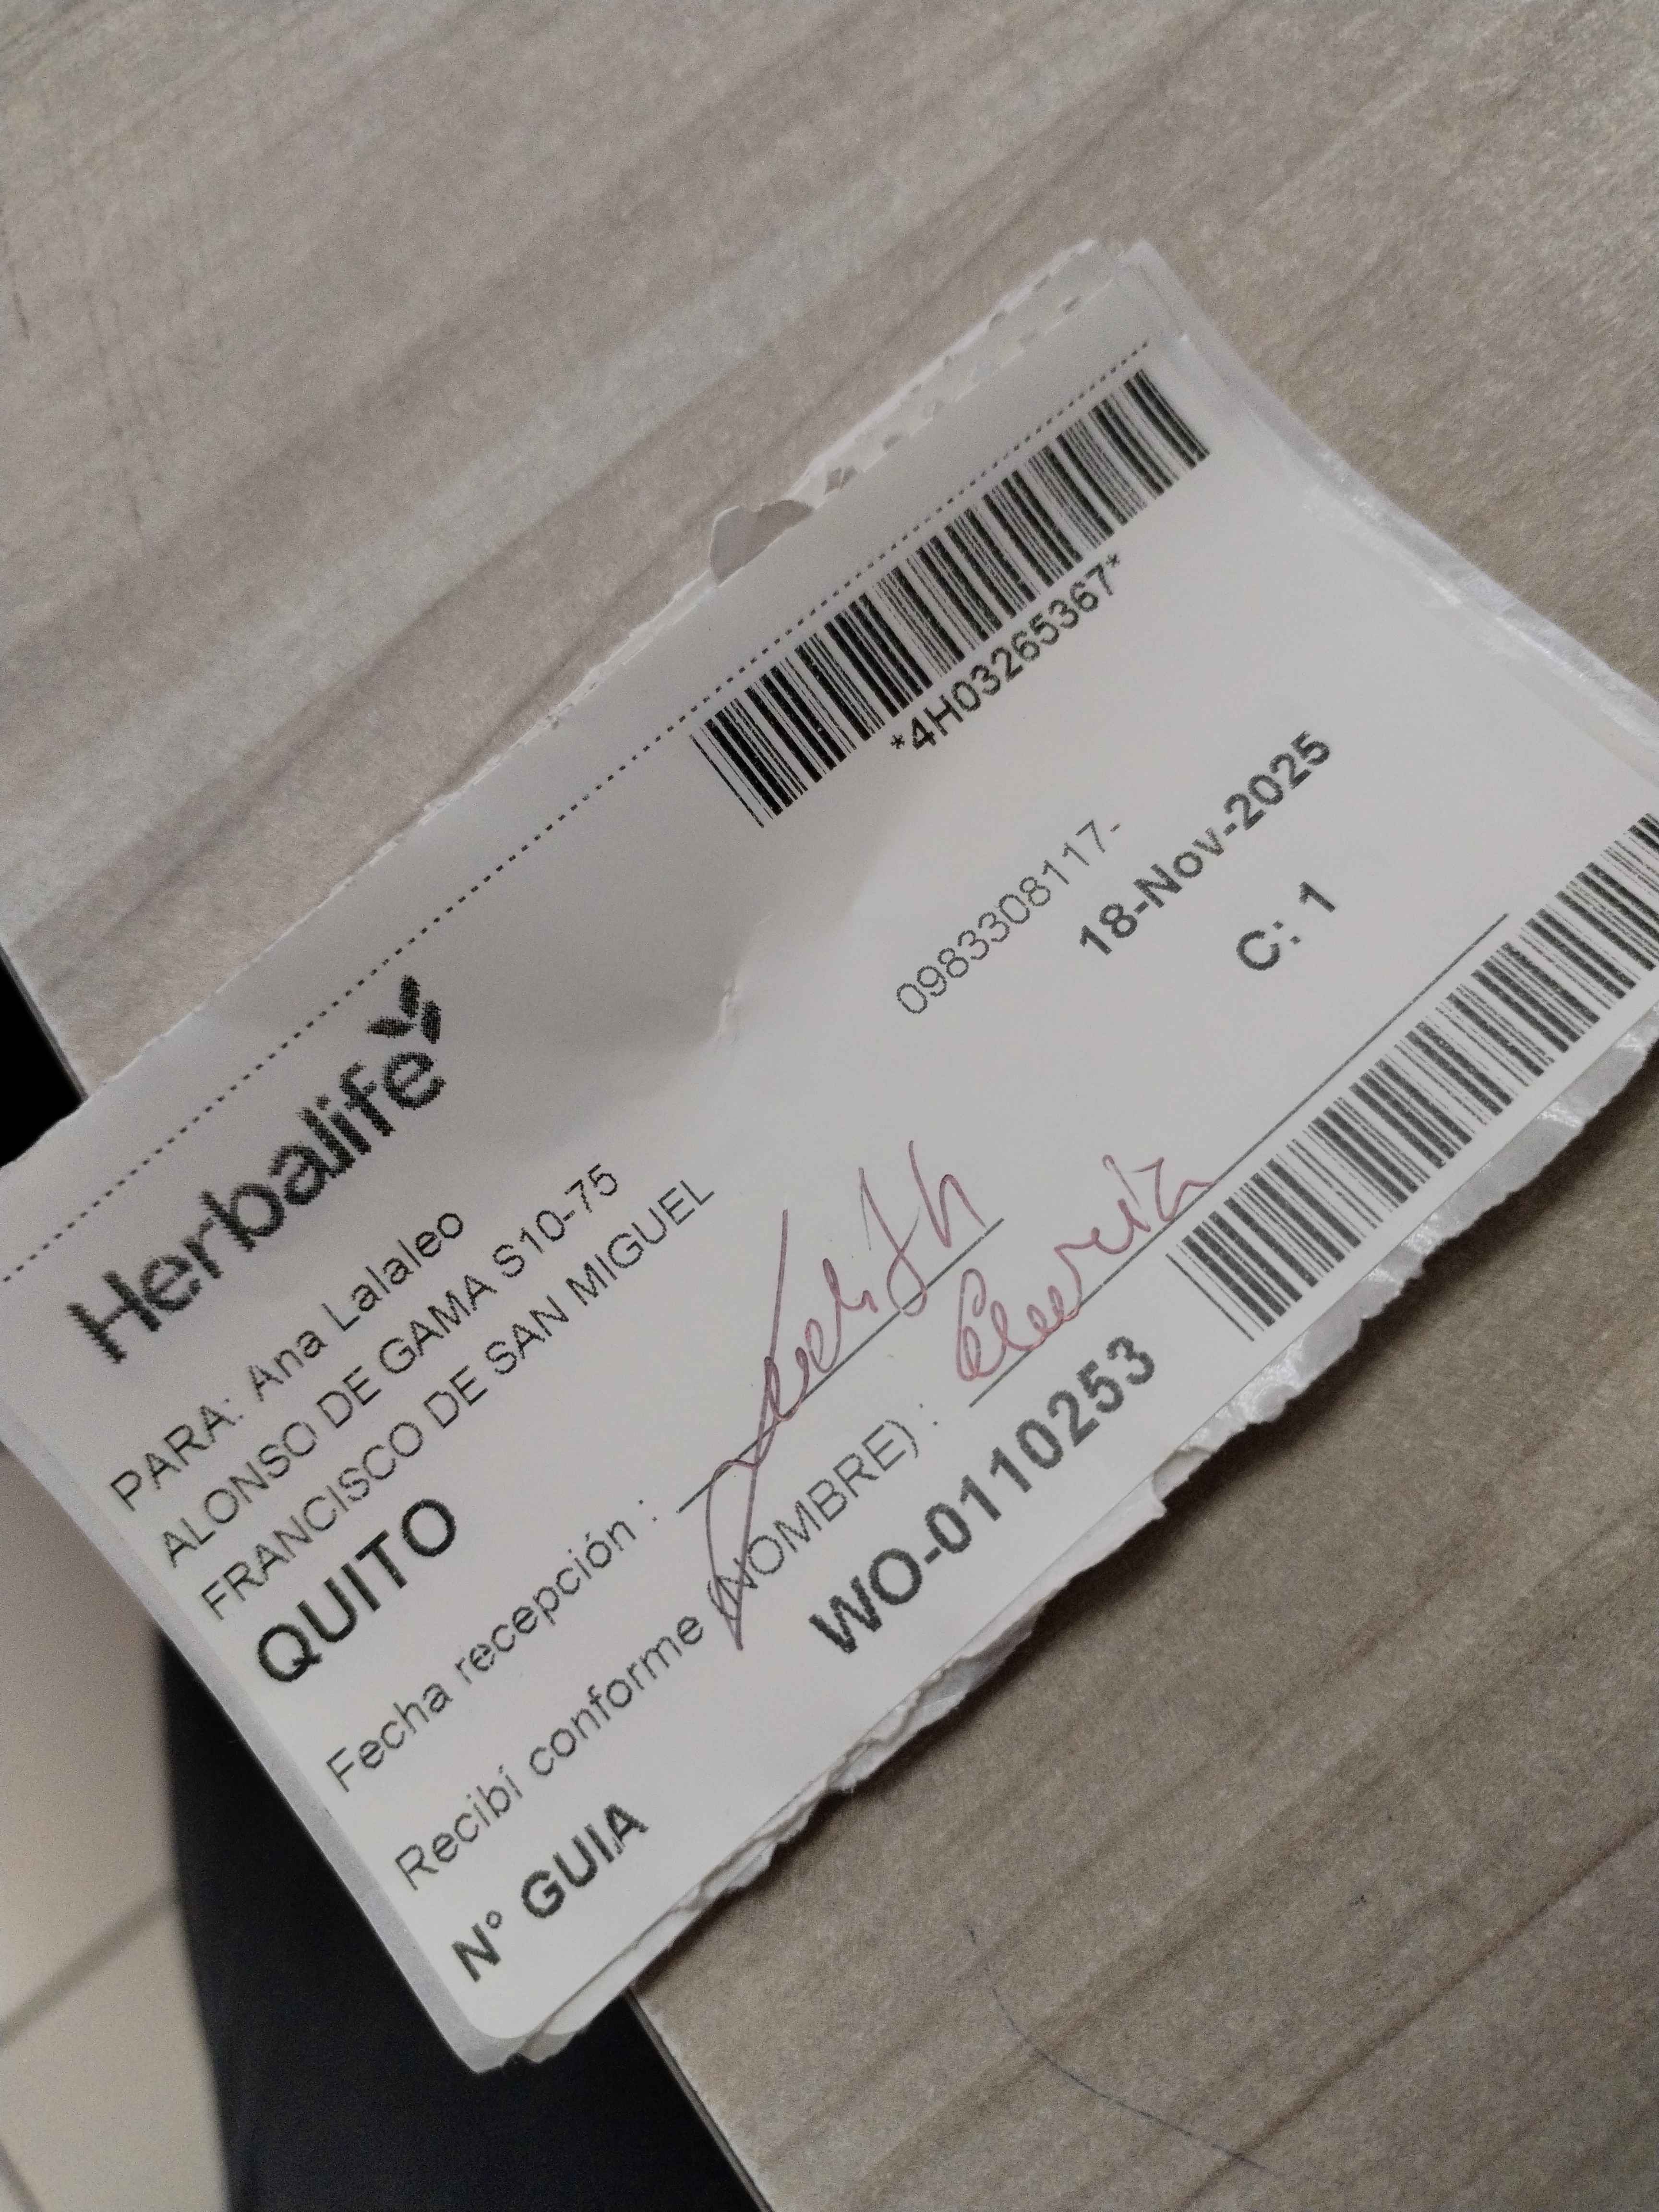 *4H03265367*
Herbalife
PARA: Ana Lalaleo
0983308117-
ALONSO DE GAMA S10-75
18-Nov-2025
FRANCISCO DE SAN MIGUEL
C: 1
QUITO
Fecha recepción :
Recibí conforme (NOMBRE) :
N° GUIA WO-0110253